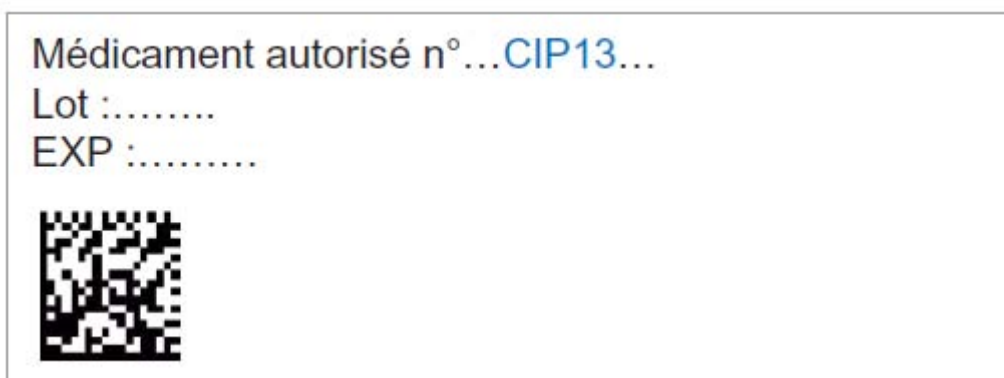 Médicament autorisé n°…CIP13…
Lot :……..
EXP :………